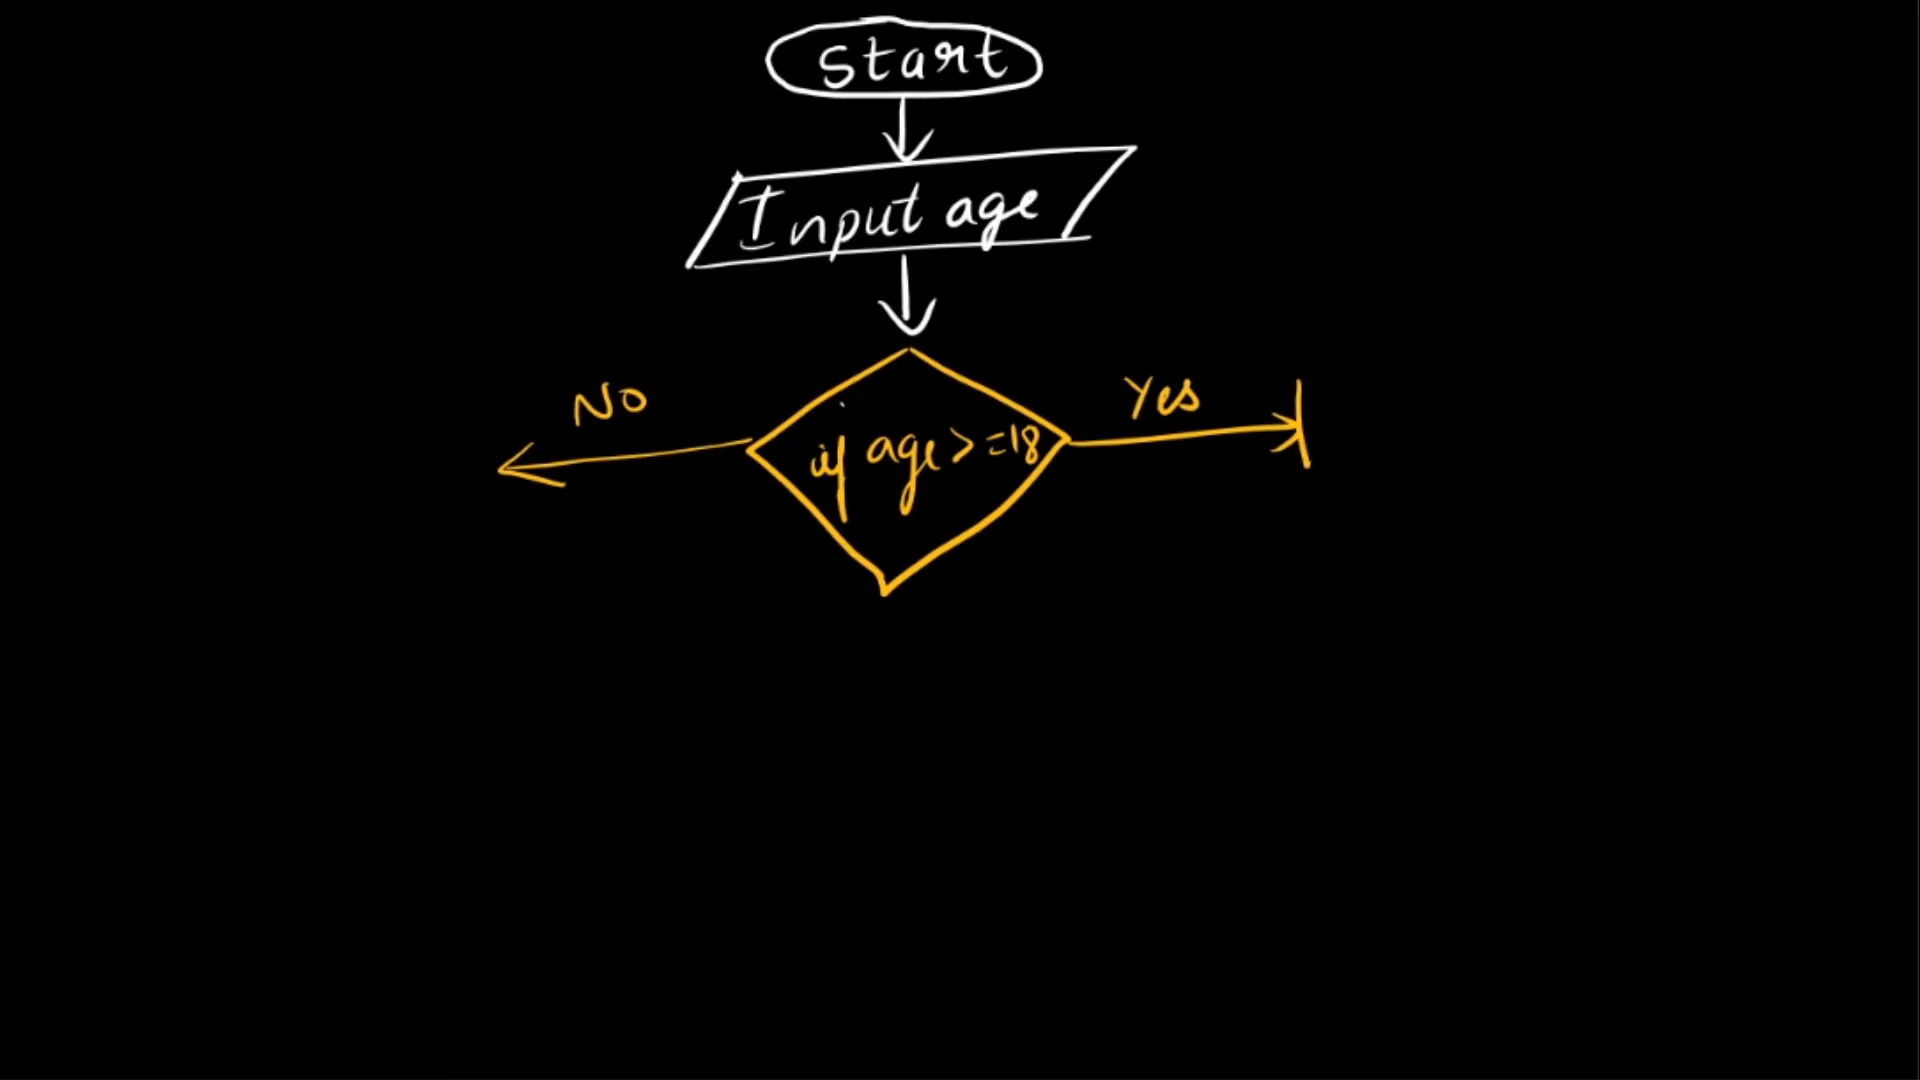 Start
Input age
No
if age >=18
Yes